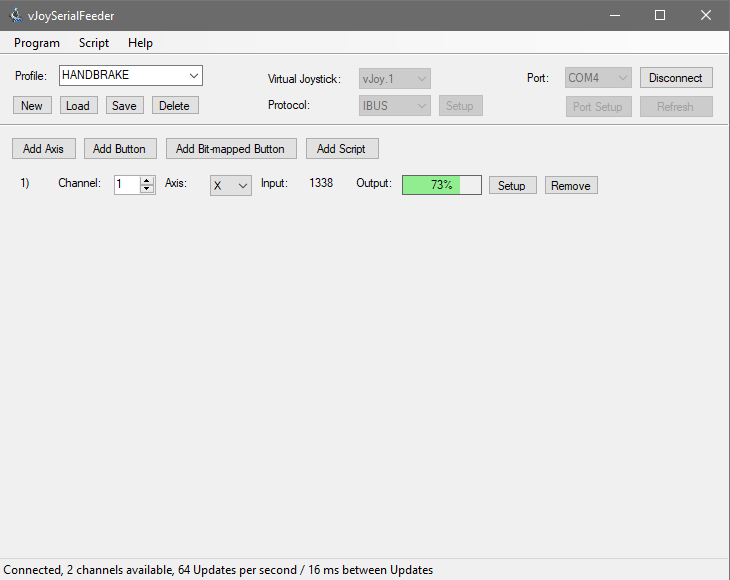 vJoySerialFeeder
Program Script Help
Profile: HANDBRAKE Virtual Joystick: vJoy.1 Port: COM4 Disconnect
New Load Save Delete Protocol: IBUS Setup Port Setup Refresh
Add Axis Add Button Add Bit-mapped Button Add Script
1) Channel: 1 Axis: X Input: 1338 Output: 73% Setup Remove
Connected, 2 channels available, 64 Updates per second / 16 ms between Updates